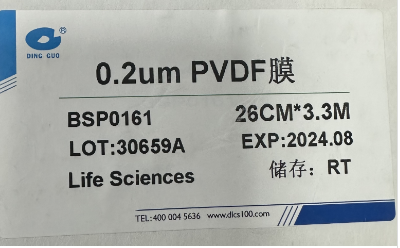 ®
DING GUO
0.2um PVDF膜
BSP0161 26CM*3.3M
LOT:30659A EXP:2024.08
Life Sciences 储存：RT
TEL:400 004 5636 www.dlcs100.com